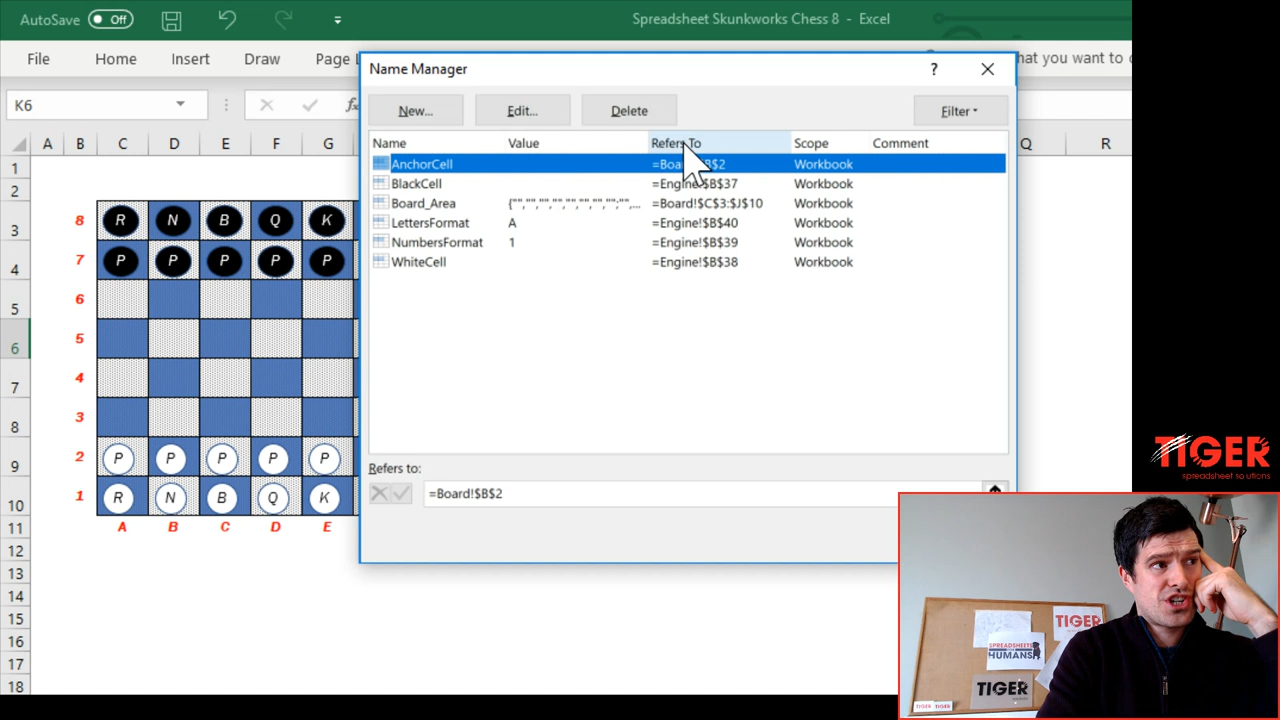 AutoSave Off
Spreadsheet Skunkworks Chess 8 - Excel
File Home Insert Draw Page
hat you want to
K6
Name Manager
New... Edit... Delete Filter
Name Value Refers To Scope Comment
AnchorCell =Board!$B$2 Workbook
BlackCell =Engine!$B$37 Workbook
Board_Area {"","","","","","","","";"",... =Board!$C$3:$J$10 Workbook
LettersFormat A =Engine!$B$40 Workbook
NumbersFormat 1 =Engine!$B$39 Workbook
WhiteCell =Engine!$B$38 Workbook
Refers to:
=Board!$B$2
A B C D E F G Q R
1
2
3 8 R N B Q K
4 7 P P P P P
5 6
6 5
7 4
8 3
9 2 P P P P P
10 1 R N B Q K
11 A B C D E
12
13
14
15
16
17
18
TIGER
spreadsheet solutions
TIGER
SPREADSHEETS
HUMANS
TIGER
TIGER TIGER